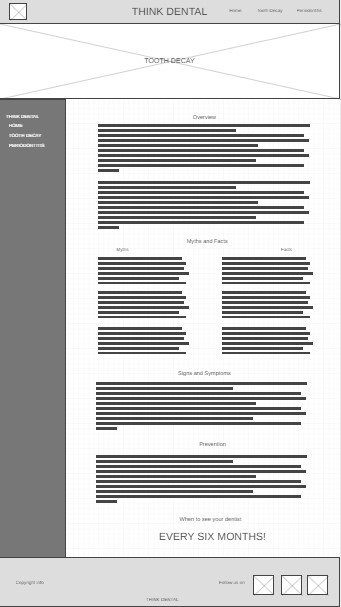 THINK DENTAL
Home Tooth Decay Periodontitis
TOOTH DECAY
THINK DENTAL
HOME
TOOTH DECAY
PERIODONTITIS
Overview
Myths and Facts
Myths Facts
Signs and Symptoms
Prevention
When to see your dentist
EVERY SIX MONTHS!
Copyright info Follow us on
THINK DENTAL